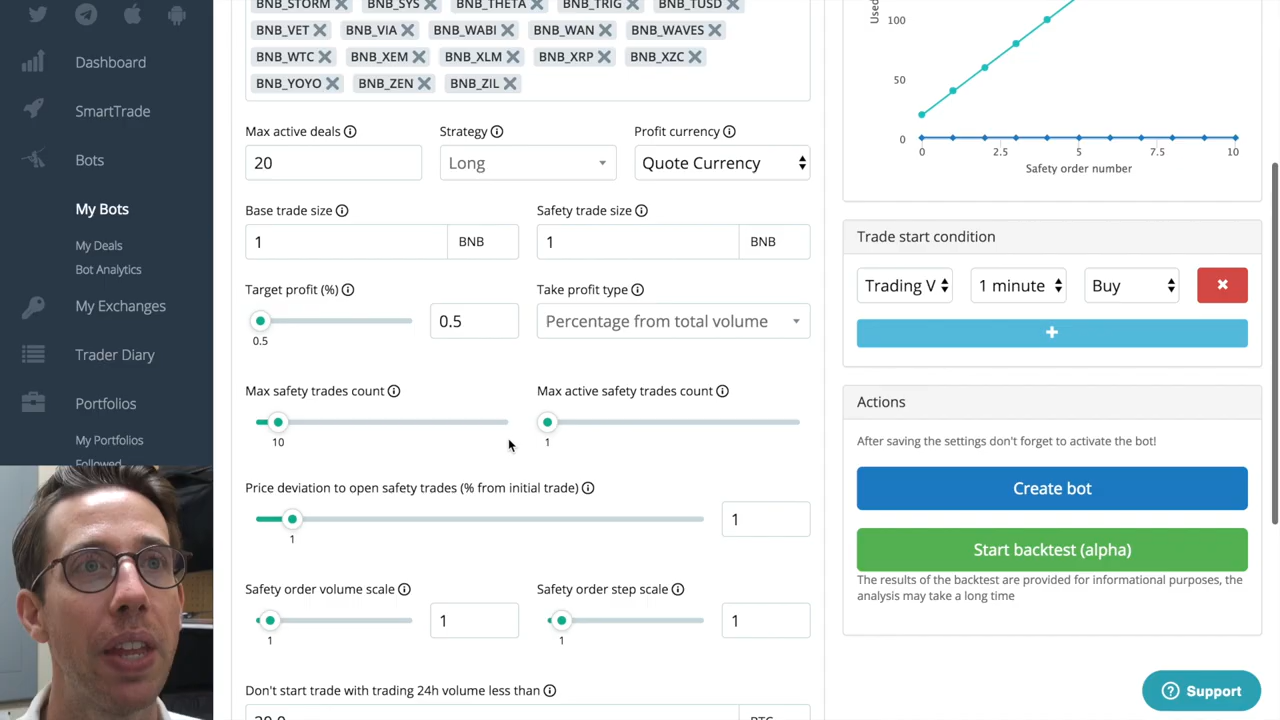 Dashboard
SmartTrade
Bots
My Bots
My Deals
Bot Analytics
My Exchanges
Trader Diary
Portfolios
My Portfolios
Followed
BNB_STORM BNB_SYS BNB_THETA BNB_TRIG BNB_TUSD
BNB_VET BNB_VIA BNB_WABI BNB_WAN BNB_WAVES
BNB_WTC BNB_XEM BNB_XLM BNB_XRP BNB_XZC
BNB_YOYO BNB_ZEN BNB_ZIL
Max active deals Strategy Profit currency
20 Long Quote Currency
Base trade size Safety trade size
1 BNB 1 BNB
Target profit (%) Take profit type
0.5 Percentage from total volume
0.5
Max safety trades count Max active safety trades count
10 1
Price deviation to open safety trades (% from initial trade)
1
1
Safety order volume scale Safety order step scale
1 1
1 1
Don't start trade with trading 24h volume less than
Used
100
50
0
0 2.5 5 7.5 10
Safety order number
Trade start condition
Trading V 1 minute Buy
+
Actions
After saving the settings don't forget to activate the bot!
Create bot
Start backtest (alpha)
The results of the backtest are provided for informational purposes, the
analysis may take a long time
Support